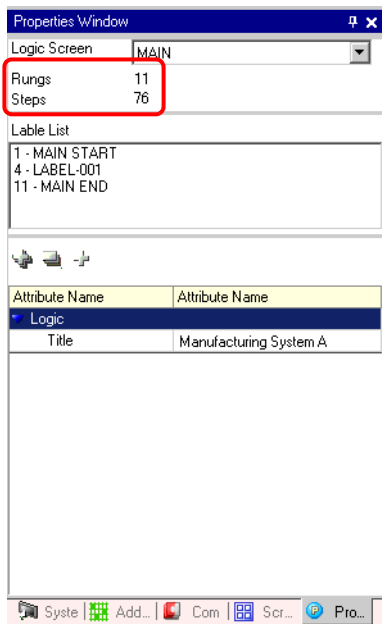 Properties Window
Logic Screen MAIN
Rungs 11
Steps 76
Lable List
1 - MAIN START
4 - LABEL-001
11 - MAIN END
Attribute Name Attribute Name
Logic
Title Manufacturing System A
Syste Add... Com Scr... Pro...